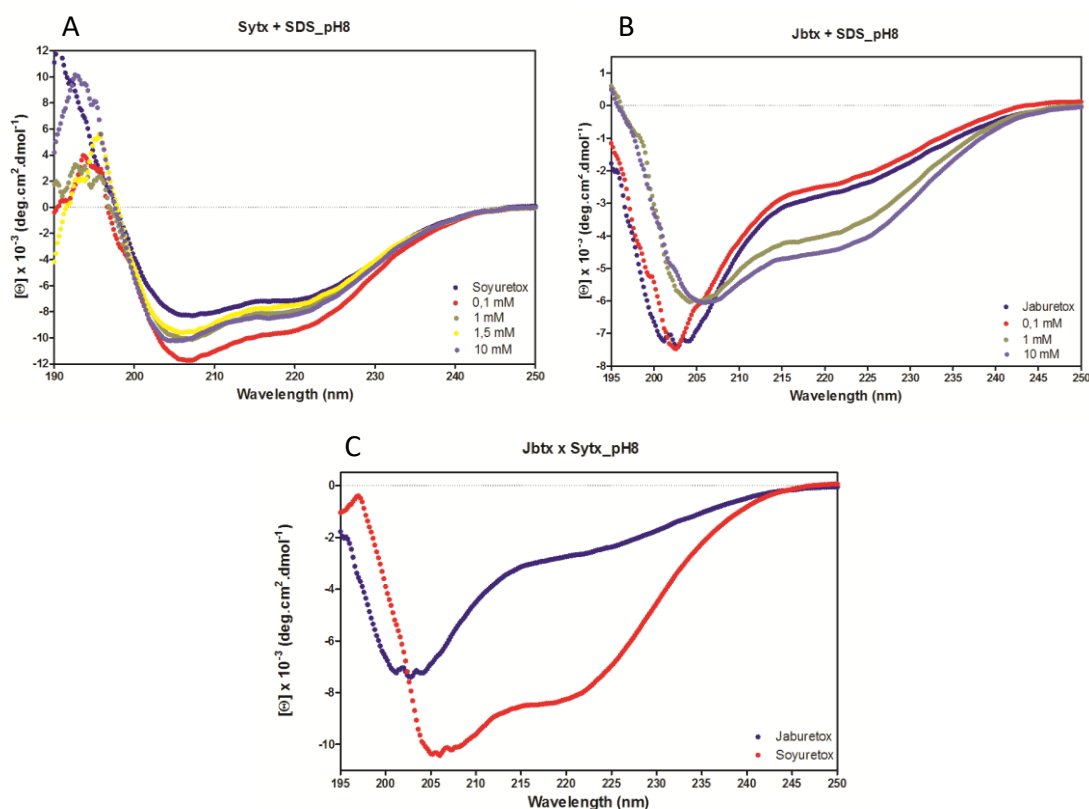 A
Sytx + SDS_pH8
[Θ] x 10⁻³ (deg.cm².dmol⁻¹)
12
10
8
6
4
2
0
-2
-4
-6
-8
-10
-12
190 200 210 220 230 240 250
Wavelength (nm)
Soyuretox
0,1 mM
1 mM
1,5 mM
10 mM
B
Jbtx + SDS_pH8
[Θ] x 10⁻³ (deg.cm².dmol⁻¹)
1
0
-1
-2
-3
-4
-5
-6
-7
-8
195 200 205 210 215 220 225 230 235 240 245 250
Wavelength (nm)
Jaburetox
0,1 mM
1 mM
10 mM
C
Jbtx x Sytx_pH8
[Θ] x 10⁻³ (deg.cm².dmol⁻¹)
0
-2
-4
-6
-8
-10
195 200 205 210 215 220 225 230 235 240 245 250
Wavelength (nm)
Jaburetox
Soyuretox